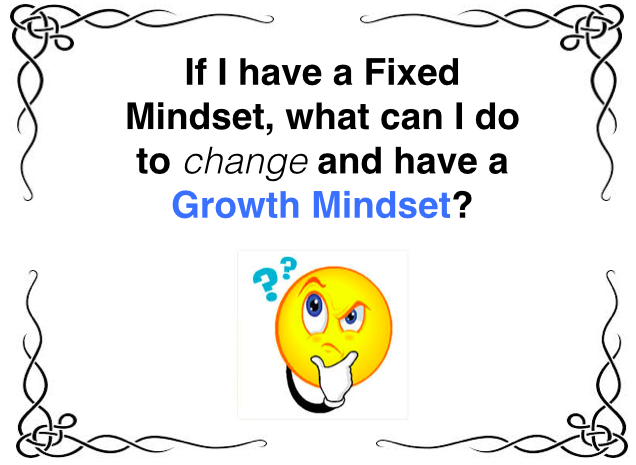 If I have a Fixed
Mindset, what can I do
to change and have a
Growth Mindset?
??